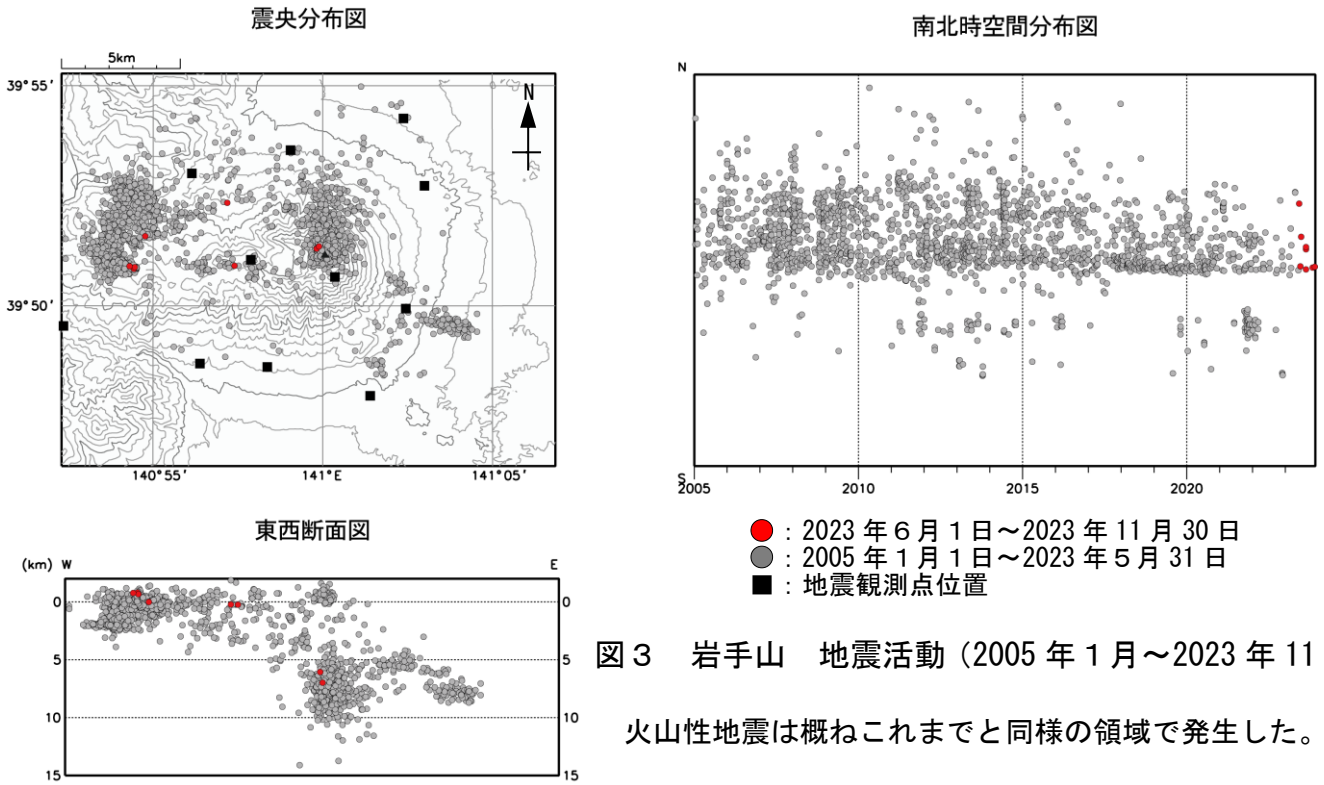 震央分布図
5km
39°55′
N
39°50′
140°55′
141°E
141°05′
南北時空間分布図
N
S
2005
2010
2015
2020
東西断面図
(km) W
E
0
0
5
5
10
10
15
15
: 2023 年６月１日～2023 年 11 月 30 日
: 2005 年１月１日～2023 年５月 31 日
: 地震観測点位置
図３　岩手山　地震活動（2005 年１月～2023 年 11
火山性地震は概ねこれまでと同様の領域で発生した。